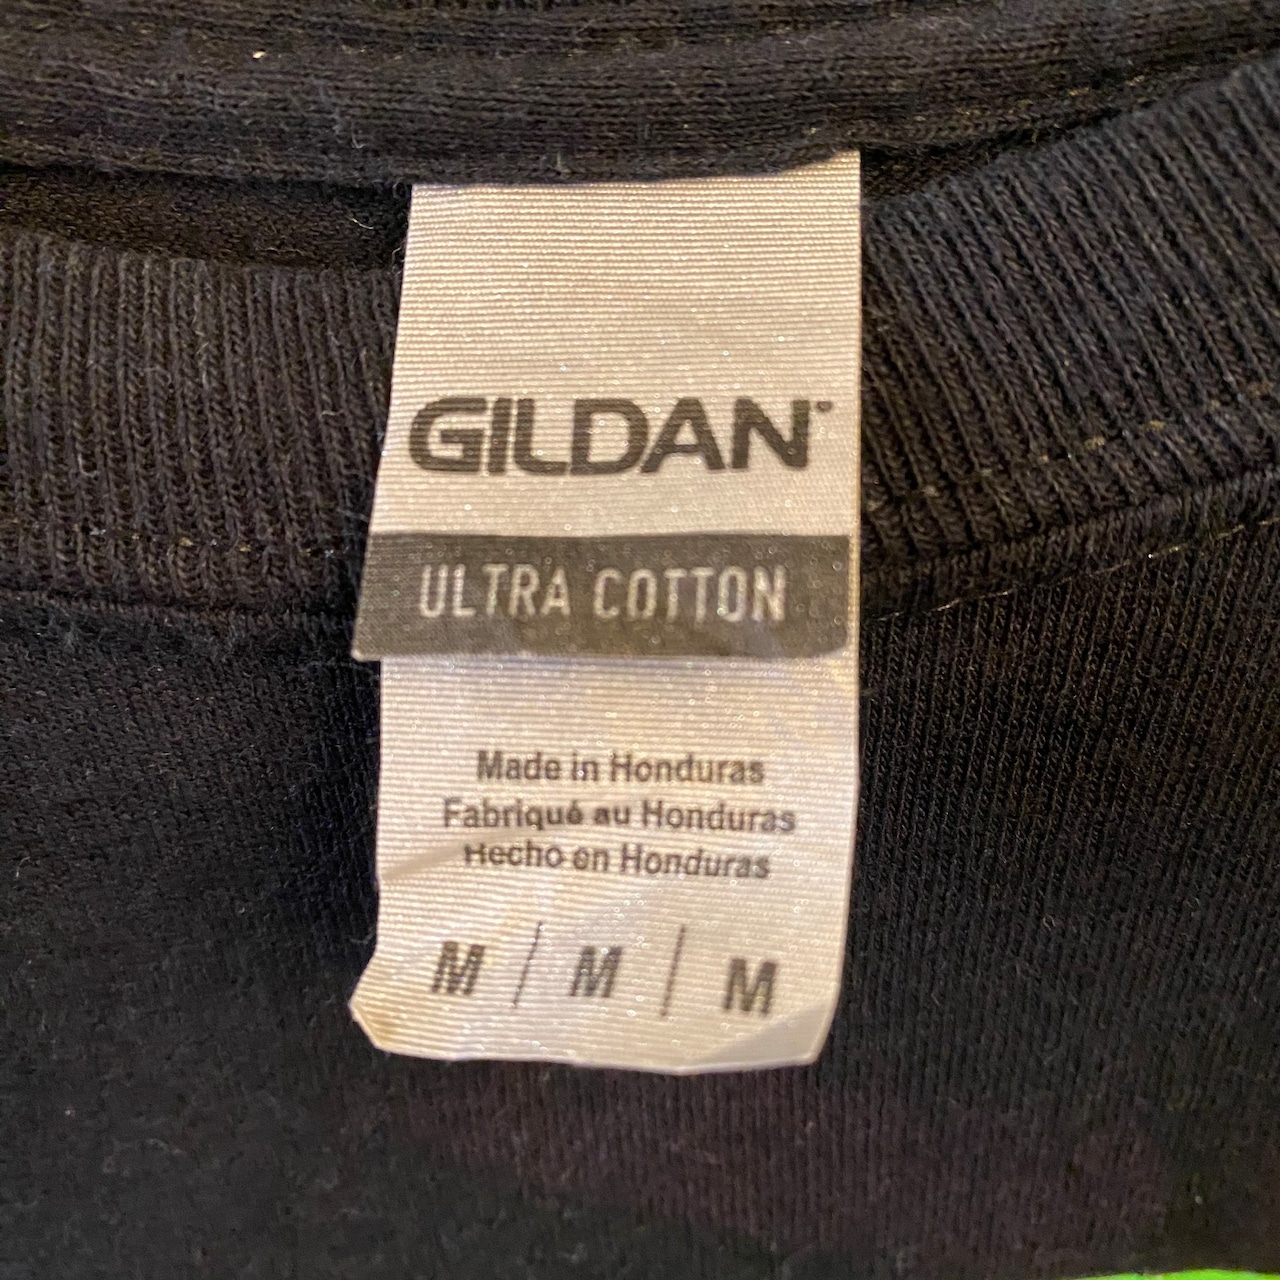 GILDAN
ULTRA COTTON
Made in Honduras
Fabriqué au Honduras
Hecho en Honduras
M / M / M